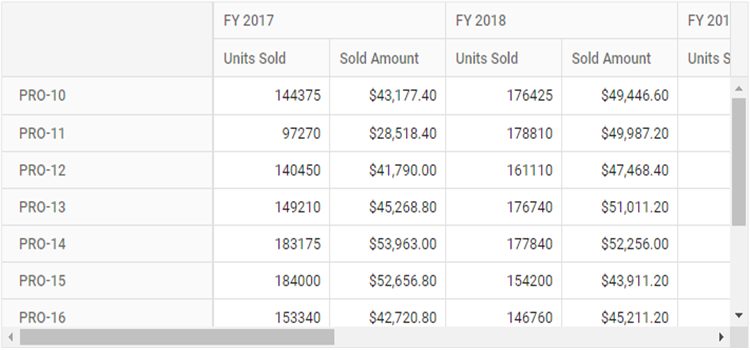 FY 2017 FY 2018 FY 201
Units Sold Sold Amount Units Sold Sold Amount Units S
PRO-10 144375 $43,177.40 176425 $49,446.60
PRO-11 97270 $28,518.40 178810 $49,987.20
PRO-12 140450 $41,790.00 161110 $47,468.40
PRO-13 149210 $45,268.80 176740 $51,011.20
PRO-14 183175 $53,963.00 177840 $52,256.00
PRO-15 184000 $52,656.80 154200 $43,911.20
PRO-16 153340 $42,720.80 146760 $45,211.20